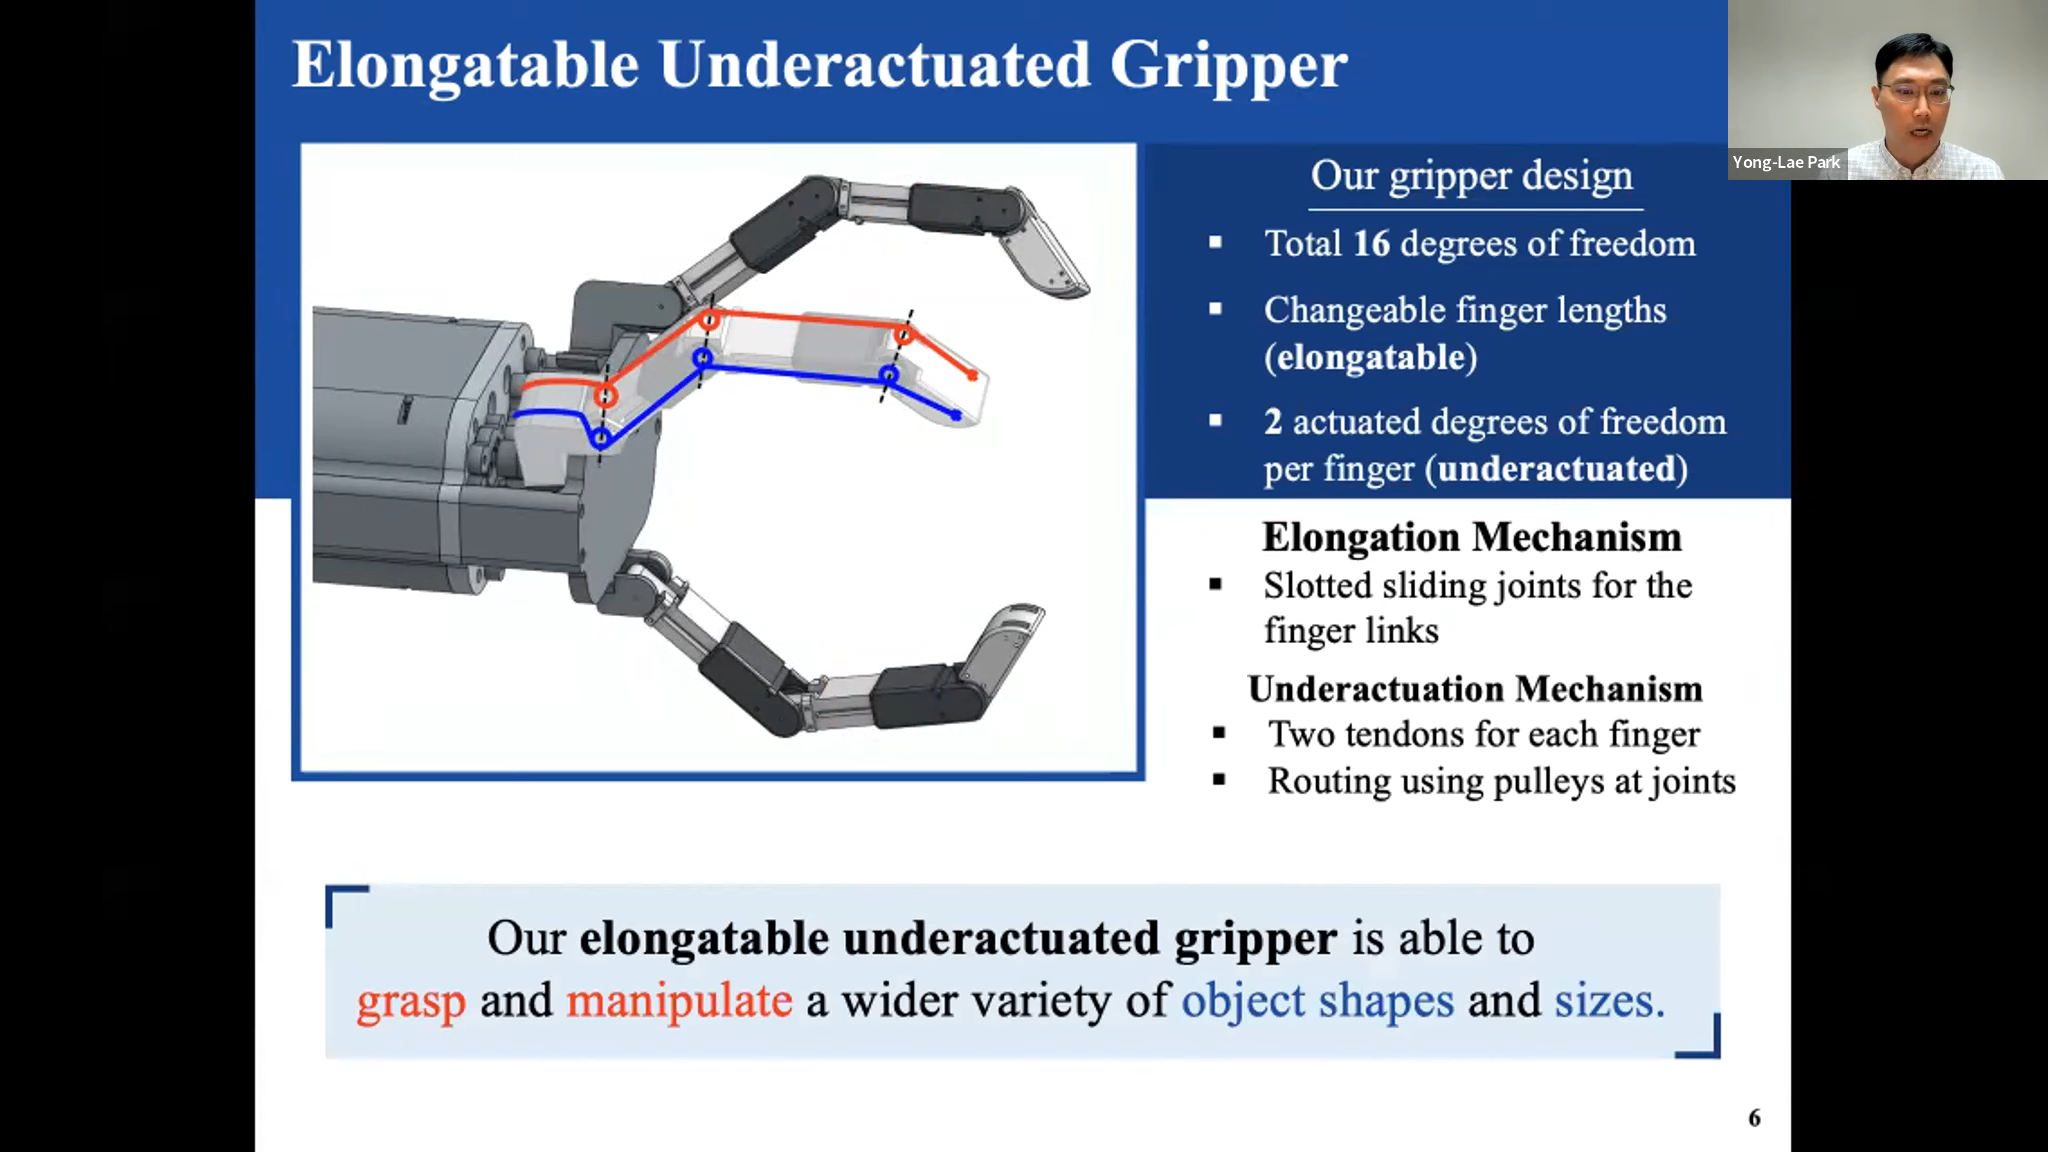 Elongatable Underactuated Gripper
Yong-Lae Park
Our gripper design
▪ Total 16 degrees of freedom
▪ Changeable finger lengths
(elongatable)
▪ 2 actuated degrees of freedom
per finger (underactuated)
Elongation Mechanism
▪ Slotted sliding joints for the
finger links
Underactuation Mechanism
▪ Two tendons for each finger
▪ Routing using pulleys at joints
Our elongatable underactuated gripper is able to
grasp and manipulate a wider variety of object shapes and sizes.
6